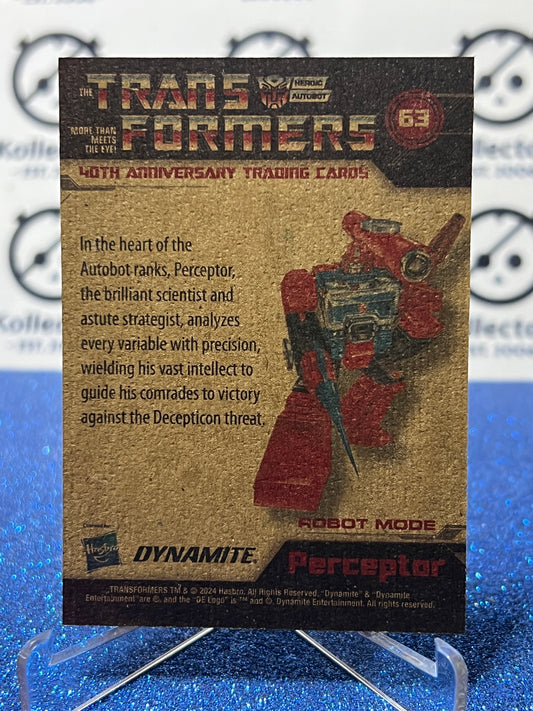 THE
TRANS
FORMERS
HEROIC
AUTOBOT
MORE THAN
MEETS
THE EYE!
63
40TH ANNIVERSARY TRADING CARDS
In the heart of the
Autobot ranks, Perceptor,
the brilliant scientist and
astute strategist, analyzes
every variable with precision,
wielding his vast intellect to
guide his comrades to victory
against the Decepticon threat.
ROBOT MODE
Hasbro
DYNAMITE
Perceptor
TRANSFORMERS TM & © 2024 Hasbro. All Rights Reserved. "Dynamite" & "Dynamite
Entertainment" are ®, and the "DE Logo" is ™ and ©, Dynamite Entertainment. All rights reserved.